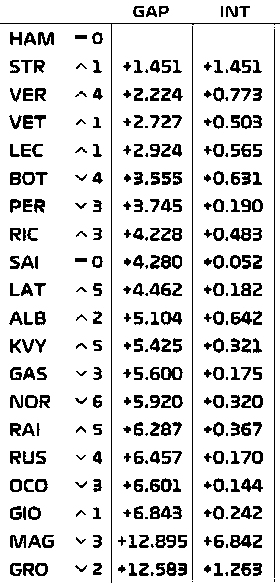 GAP INT
HAM – 0
STR ^ 1 +1.451 +1.451
VER ^ 4 +2.224 +0.773
VET ^ 1 +2.727 +0.503
LEC ^ 1 +2.924 +0.565
BOT ˅ 4 +3.555 +0.631
PER ˅ 3 +3.745 +0.190
RIC ^ 3 +4.228 +0.483
SAI – 0 +4.280 +0.052
LAT ^ 5 +4.462 +0.182
ALB ^ 2 +5.104 +0.642
KVY ^ 5 +5.425 +0.321
GAS ˅ 3 +5.600 +0.175
NOR ˅ 6 +5.920 +0.320
RAI ^ 5 +6.287 +0.367
RUS ˅ 4 +6.457 +0.170
OCO ˅ 3 +6.601 +0.144
GIO ^ 1 +6.843 +0.242
MAG ˅ 3 +12.895 +6.842
GRO ˅ 2 +12.583 +1.263